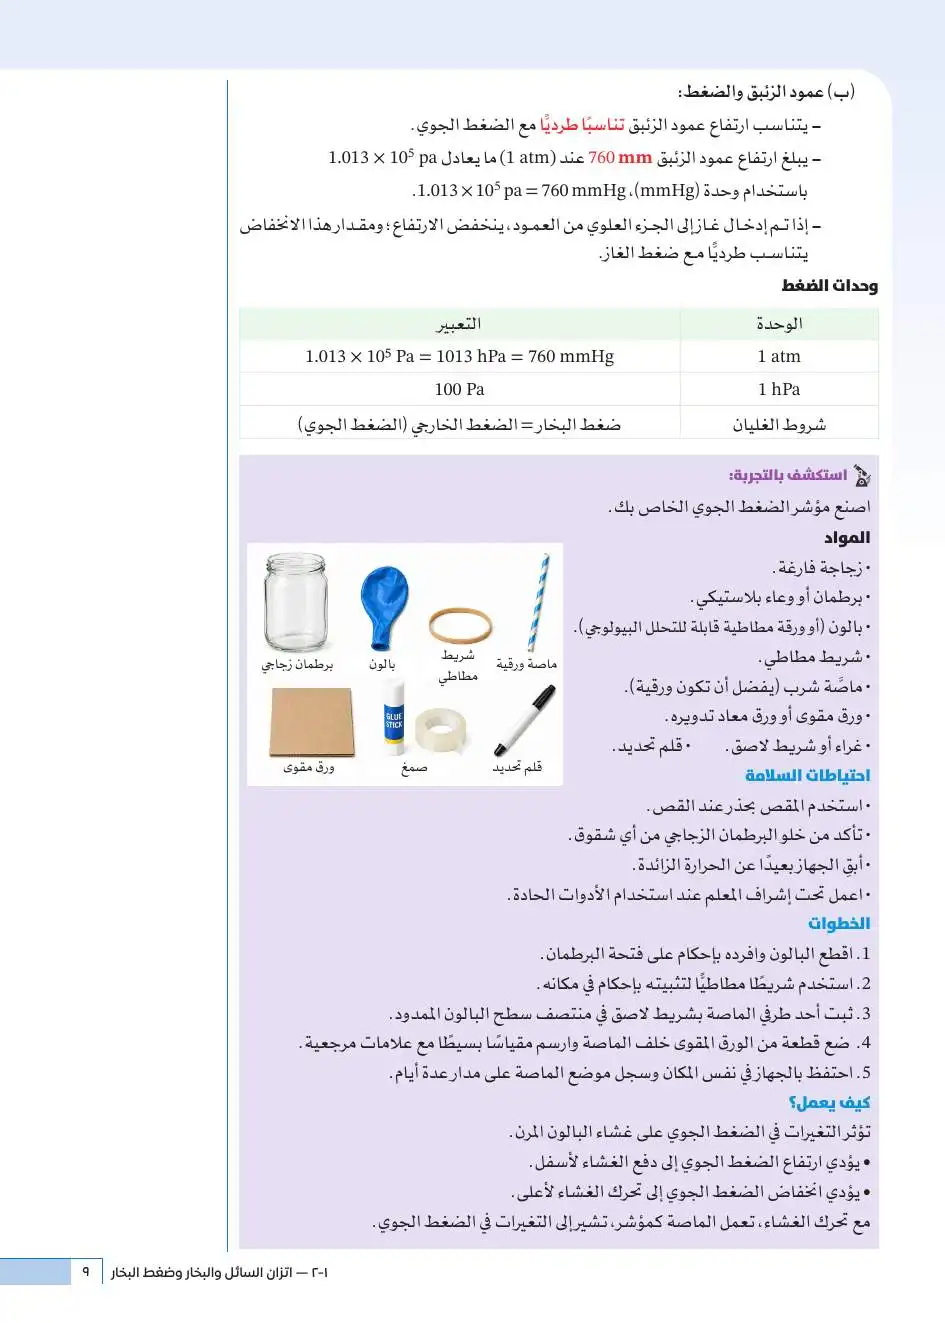 (ب) عمود الزئبق والضغط:
– يتناسب ارتفاع عمود الزئبق تناسبًا طرديًّا مع الضغط الجوي.
– يبلغ ارتفاع عمود الزئبق 760 mm عند (1 atm) ما يعادل 1.013 × 10⁵ pa
باستخدام وحدة (mmHg)، 1.013 × 10⁵ pa = 760 mmHg.
– إذا تم إدخال غاز إلى الجزء العلوي من العمود، ينخفض الارتفاع؛ ومقدار هذا الانخفاض
يتناسب طرديًّا مع ضغط الغاز.
وحدات الضغط
الوحدة التعبير
1 atm 1.013 × 10⁵ Pa = 1013 hPa = 760 mmHg
1 hPa 100 Pa
شروط الغليان ضغط البخار = الضغط الخارجي (الضغط الجوي)
استكشف بالتجربة:
اصنع مؤشر الضغط الجوي الخاص بك.
المواد
• زجاجة فارغة.
• برطمان أو وعاء بلاستيكي.
• بالون (أو ورقة مطاطية قابلة للتحلل البيولوجي).
• شريط مطاطي.
• ماصَّة شرب (يفضل أن تكون ورقية).
• ورق مقوى أو ورق معاد تدويره.
• غراء أو شريط لاصق. • قلم تحديد.
ماصة ورقية
شريط
مطاطي
بالون
برطمان زجاجي
GLUE
STICK
قلم تحديد
صمغ
ورق مقوى
احتياطات السلامة
• استخدم المقص بحذر عند القص.
• تأكد من خلو البرطمان الزجاجي من أي شقوق.
• أبقِ الجهاز بعيدًا عن الحرارة الزائدة.
• اعمل تحت إشراف المعلم عند استخدام الأدوات الحادة.
الخطوات
1. اقطع البالون وافرده بإحكام على فتحة البرطمان.
2. استخدم شريطًا مطاطيًّا لتثبيته بإحكام في مكانه.
3. ثبت أحد طرفي الماصة بشريط لاصق في منتصف سطح البالون الممدود.
4. ضع قطعة من الورق المقوى خلف الماصة وارسم مقياسًا بسيطًا مع علامات مرجعية.
5. احتفظ بالجهاز في نفس المكان وسجل موضع الماصة على مدار عدة أيام.
كيف يعمل؟
تؤثر التغيرات في الضغط الجوي على غشاء البالون المرن.
• يؤدي ارتفاع الضغط الجوي إلى دفع الغشاء لأسفل.
• يؤدي انخفاض الضغط الجوي إلى تحرك الغشاء لأعلى.
مع تحرك الغشاء، تعمل الماصة كمؤشر، تشير إلى التغيرات في الضغط الجوي.
١-٢ — اتزان السائل والبخار وضغط البخار ٩